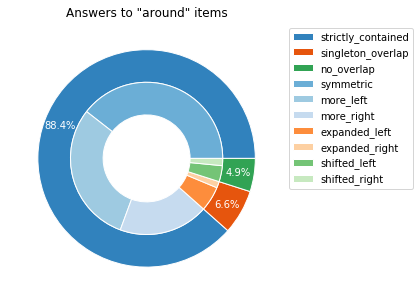 Answers to "around" items
strictly_contained
singleton_overlap
no_overlap
symmetric
more_left
more_right
expanded_left
expanded_right
shifted_left
shifted_right
88.4%
4.9%
6.6%